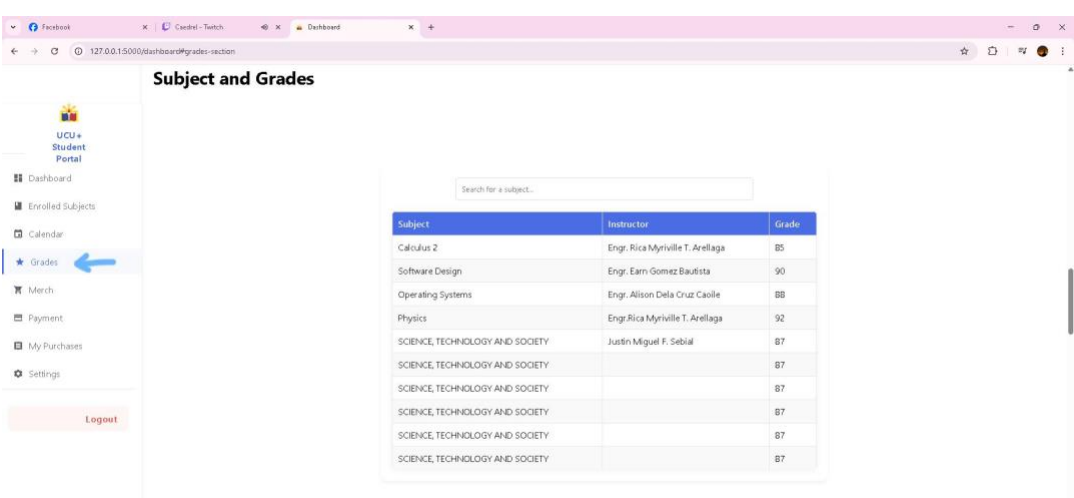 Facebook
Caedrel - Twitch
Dashboard
127.0.0.1:5000/dashboard#grades-section
Subject and Grades
UCU+
Student
Portal
Dashboard
Enrolled Subjects
Calendar
Grades
Merch
Payment
My Purchases
Settings
Logout
Search for a subject...
Subject Instructor Grade
Calculus 2 Engr. Rica Myriville T. Arellaga 85
Software Design Engr. Earn Gomez Bautista 90
Operating Systems Engr. Alison Dela Cruz Caoile 88
Physics Engr.Rica Myriville T. Arellaga 92
SCIENCE, TECHNOLOGY AND SOCIETY Justin Miguel F. Sebial 87
SCIENCE, TECHNOLOGY AND SOCIETY 87
SCIENCE, TECHNOLOGY AND SOCIETY 87
SCIENCE, TECHNOLOGY AND SOCIETY 87
SCIENCE, TECHNOLOGY AND SOCIETY 87
SCIENCE, TECHNOLOGY AND SOCIETY 87